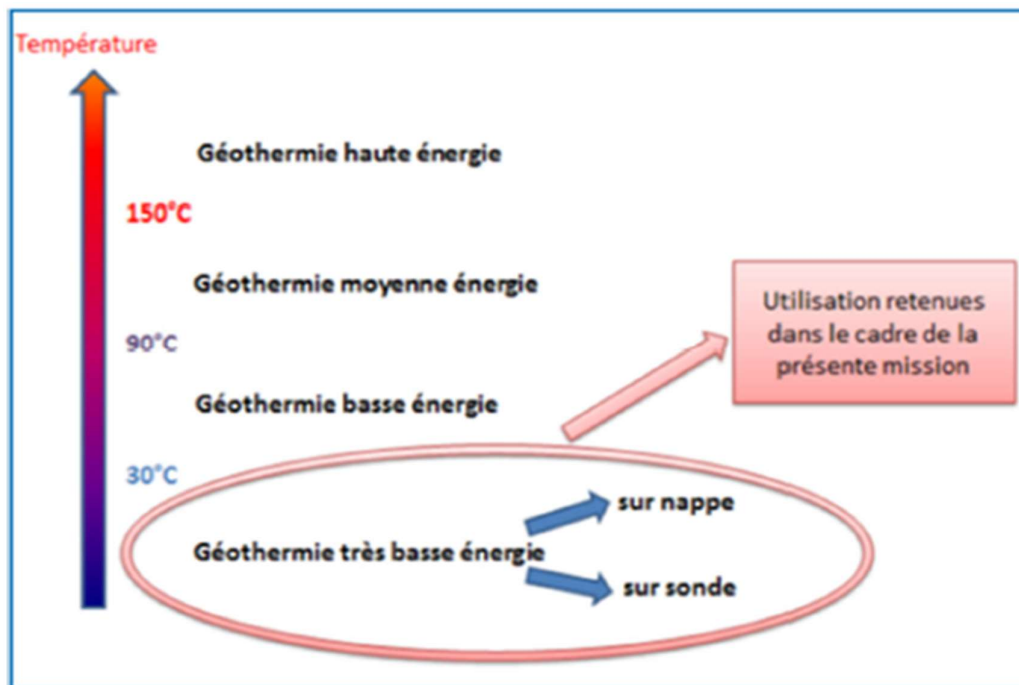 Température
Géothermie haute énergie
150°C
Géothermie moyenne énergie
90°C
Géothermie basse énergie
30°C
Géothermie très basse énergie
sur nappe
sur sonde
Utilisation retenues
dans le cadre de la
présente mission